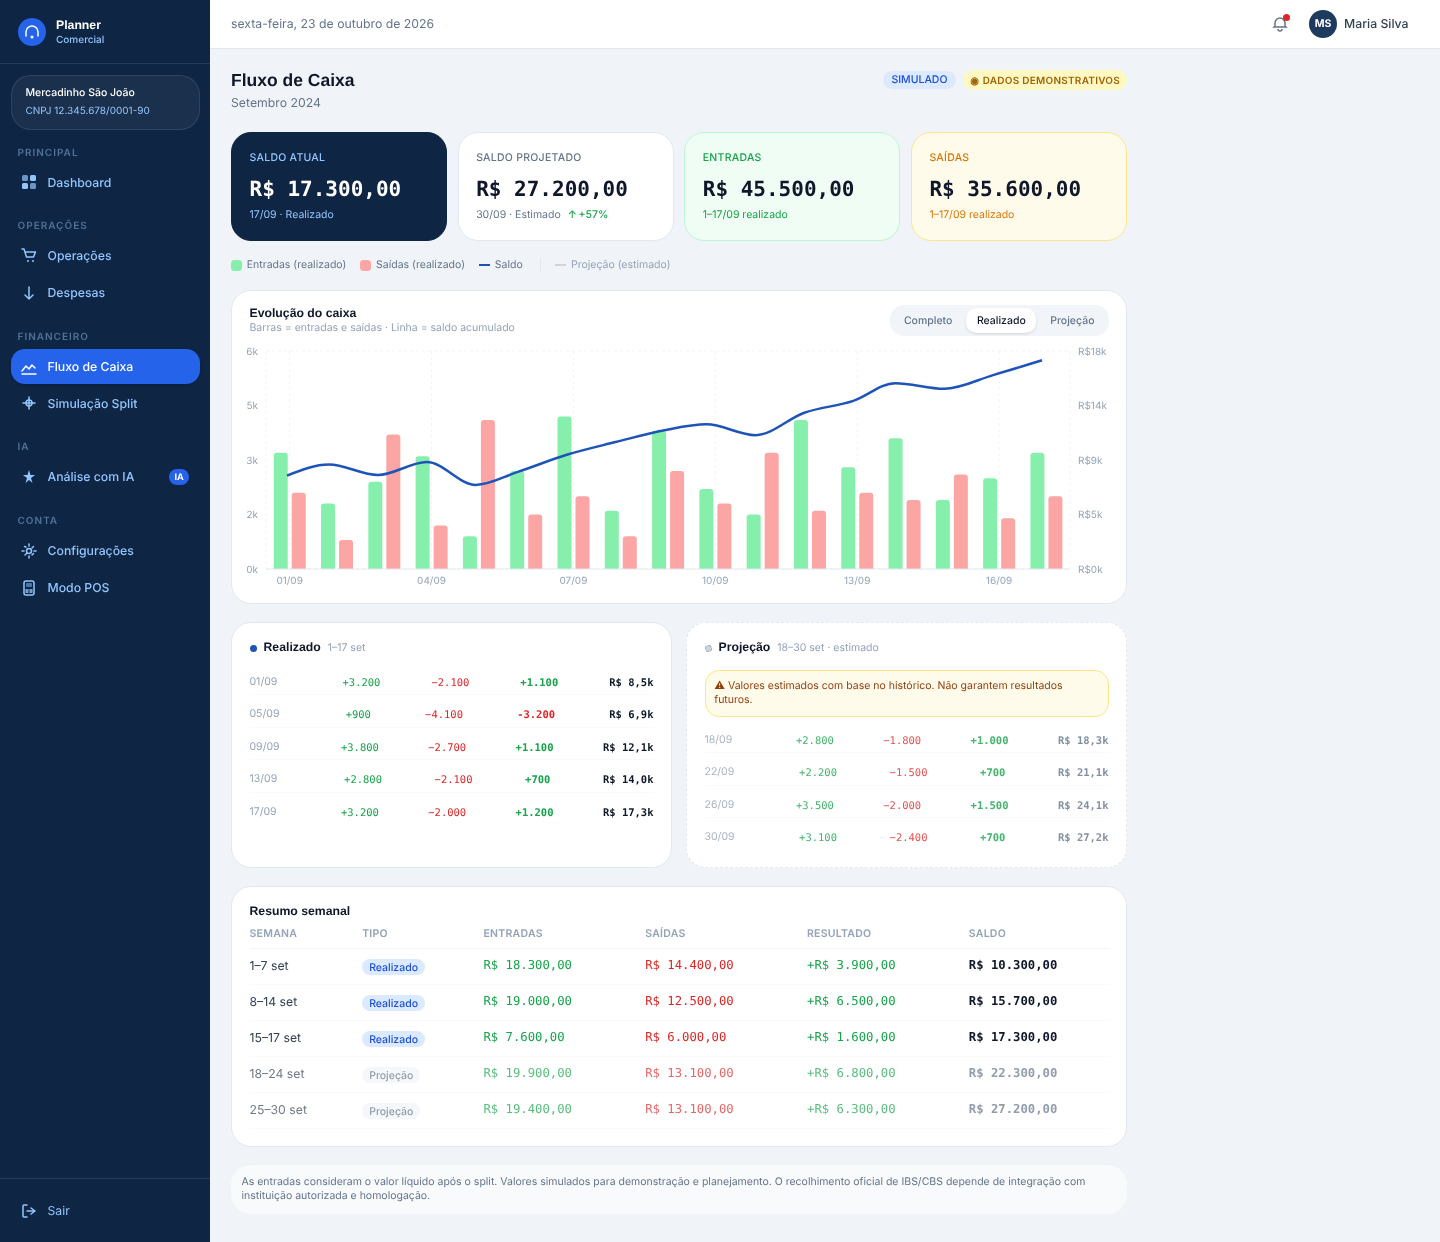 Planner
Comercial
Mercadinho São João
CNPJ 12.345.678/0001-90
PRINCIPAL
Dashboard
OPERAÇÕES
Operações
Despesas
FINANCEIRO
Fluxo de Caixa
Simulação Split
IA
Análise com IA
IA
CONTA
Configurações
Modo POS
Sair
sexta-feira, 23 de outubro de 2026
MS
Maria Silva
Fluxo de Caixa
Setembro 2024
SIMULADO
◉ DADOS DEMONSTRATIVOS
SALDO ATUAL
R$ 17.300,00
17/09 · Realizado
SALDO PROJETADO
R$ 27.200,00
30/09 · Estimado ↑ +57%
ENTRADAS
R$ 45.500,00
1–17/09 realizado
SAÍDAS
R$ 35.600,00
1–17/09 realizado
Entradas (realizado)
Saídas (realizado)
Saldo
Projeção (estimado)
Evolução do caixa
Barras = entradas e saídas · Linha = saldo acumulado
Completo
Realizado
Projeção
6k
5k
3k
2k
0k
R$18k
R$14k
R$9k
R$5k
R$0k
01/09
04/09
07/09
10/09
13/09
16/09
Realizado 1–17 set
01/09 +3.200 −2.100 +1.100 R$ 8,5k
05/09 +900 −4.100 -3.200 R$ 6,9k
09/09 +3.800 −2.700 +1.100 R$ 12,1k
13/09 +2.800 −2.100 +700 R$ 14,0k
17/09 +3.200 −2.000 +1.200 R$ 17,3k
Projeção 18–30 set · estimado
⚠ Valores estimados com base no histórico. Não garantem resultados
futuros.
18/09 +2.800 −1.800 +1.000 R$ 18,3k
22/09 +2.200 −1.500 +700 R$ 21,1k
26/09 +3.500 −2.000 +1.500 R$ 24,1k
30/09 +3.100 −2.400 +700 R$ 27,2k
Resumo semanal
SEMANA TIPO ENTRADAS SAÍDAS RESULTADO SALDO
1–7 set Realizado R$ 18.300,00 R$ 14.400,00 +R$ 3.900,00 R$ 10.300,00
8–14 set Realizado R$ 19.000,00 R$ 12.500,00 +R$ 6.500,00 R$ 15.700,00
15–17 set Realizado R$ 7.600,00 R$ 6.000,00 +R$ 1.600,00 R$ 17.300,00
18–24 set Projeção R$ 19.900,00 R$ 13.100,00 +R$ 6.800,00 R$ 22.300,00
25–30 set Projeção R$ 19.400,00 R$ 13.100,00 +R$ 6.300,00 R$ 27.200,00
As entradas consideram o valor líquido após o split. Valores simulados para demonstração e planejamento. O recolhimento oficial de IBS/CBS depende de integração com
instituição autorizada e homologação.